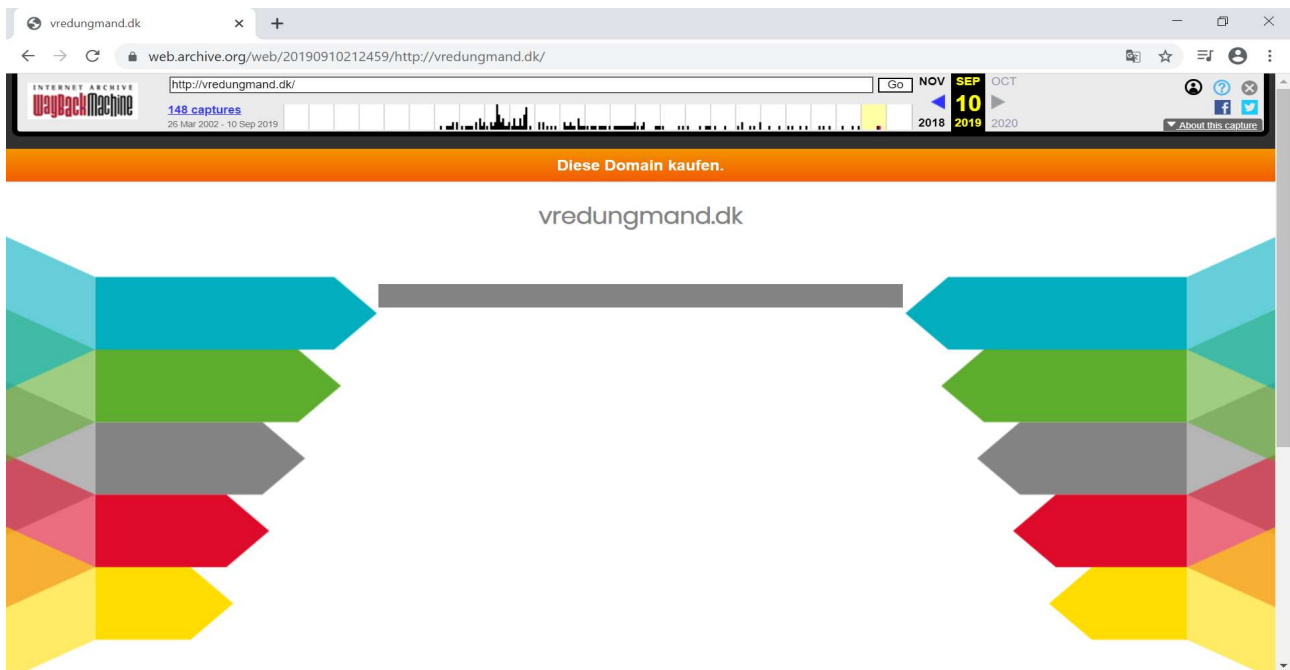 vredungmand.dk
web.archive.org/web/20190910212459/http://vredungmand.dk/
INTERNET ARCHIVE
WayBackMachine
http://vredungmand.dk/
Go
148 captures
26 Mar 2002 - 10 Sep 2019
NOV SEP OCT
10
2018 2019 2020
About this capture
Diese Domain kaufen.
vredungmand.dk